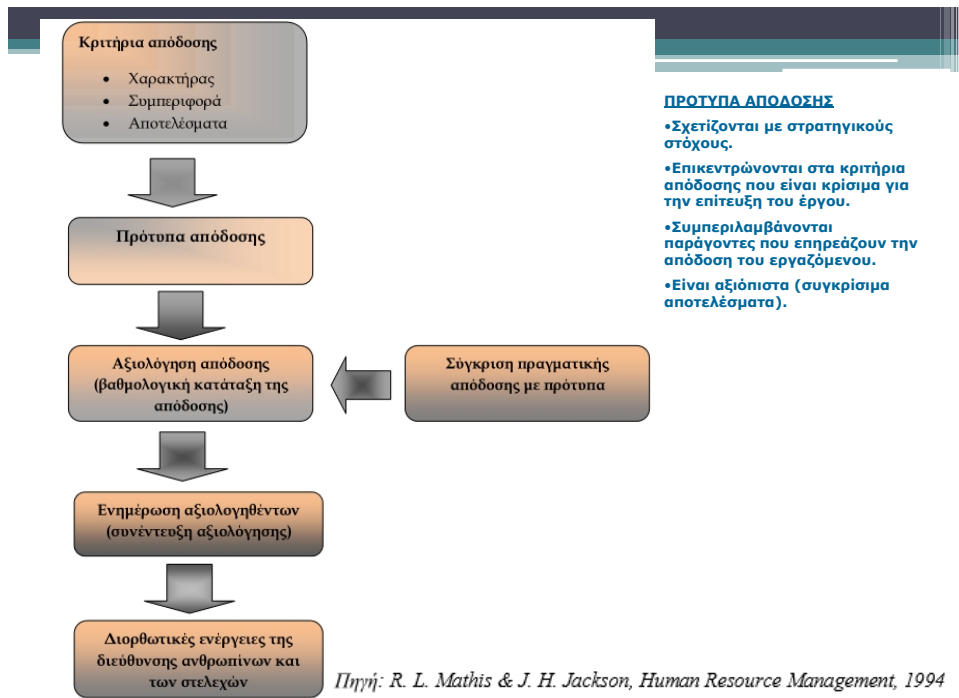 Κριτήρια απόδοσης
• Χαρακτήρας
• Συμπεριφορά
• Αποτελέσματα
Πρότυπα απόδοσης
Αξιολόγηση απόδοσης
(βαθμολογική κατάταξη της
απόδοσης)
Σύγκριση πραγματικής
απόδοσης με πρότυπα
Ενημέρωση αξιολογηθέντων
(συνέντευξη αξιολόγησης)
Διορθωτικές ενέργειες της
διεύθυνσης ανθρωπίνων και
των στελεχών
ΠΡΟΤΥΠΑ ΑΠΟΔΟΣΗΣ
•Σχετίζονται με στρατηγικούς
στόχους.
•Επικεντρώνονται στα κριτήρια
απόδοσης που είναι κρίσιμα για
την επίτευξη του έργου.
•Συμπεριλαμβάνονται
παράγοντες που επηρεάζουν την
απόδοση του εργαζόμενου.
•Είναι αξιόπιστα (συγκρίσιμα
αποτελέσματα).
Πηγή: R. L. Mathis & J. H. Jackson, Human Resource Management, 1994